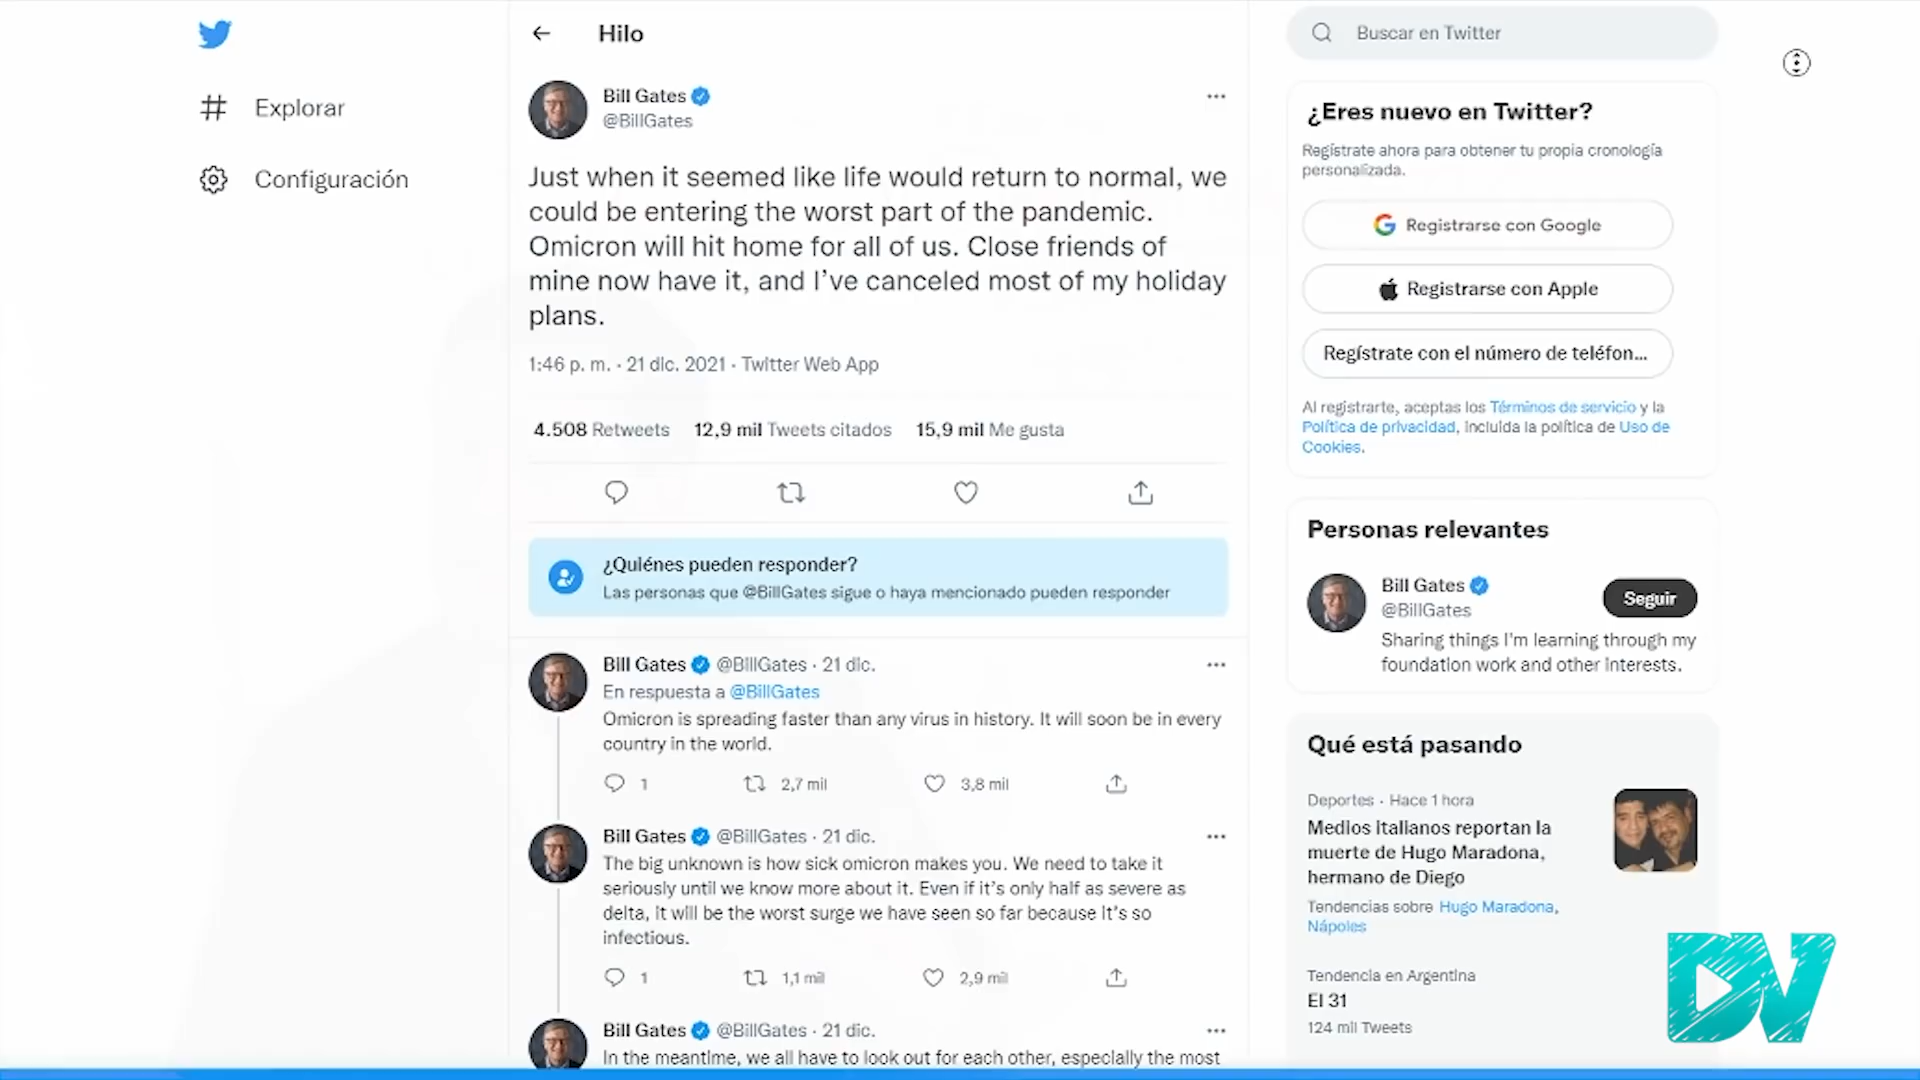 Hilo
Explorar
Configuración
Bill Gates
@BillGates
Just when it seemed like life would return to normal, we
could be entering the worst part of the pandemic.
Omicron will hit home for all of us. Close friends of
mine now have it, and I've canceled most of my holiday
plans.
1:46 p. m. · 21 dic. 2021 · Twitter Web App
4.508 Retweets 12,9 mil Tweets citados 15,9 mil Me gusta
¿Quiénes pueden responder?
Las personas que @BillGates sigue o haya mencionado pueden responder
Bill Gates @BillGates · 21 dic.
En respuesta a @BillGates
Omicron is spreading faster than any virus in history. It will soon be in every
country in the world.
1 2,7 mil 3,8 mil
Bill Gates @BillGates · 21 dic.
The big unknown is how sick omicron makes you. We need to take it
seriously until we know more about it. Even if it's only half as severe as
delta, it will be the worst surge we have seen so far because it's so
infectious.
1 1,1 mil 2,9 mil
Bill Gates @BillGates · 21 dic.
In the meantime, we all have to look out for each other, especially the most
Buscar en Twitter
¿Eres nuevo en Twitter?
Regístrate ahora para obtener tu propia cronología
personalizada.
Registrarse con Google
Registrarse con Apple
Regístrate con el número de teléfon...
Al registrarte, aceptas los Términos de servicio y la
Política de privacidad, incluida la política de Uso de
Cookies.
Personas relevantes
Bill Gates
@BillGates
Seguir
Sharing things I'm learning through my
foundation work and other interests.
Qué está pasando
Deportes · Hace 1 hora
Medios italianos reportan la
muerte de Hugo Maradona,
hermano de Diego
Tendencias sobre Hugo Maradona,
Nápoles
Tendencia en Argentina
El 31
124 mil Tweets
DV